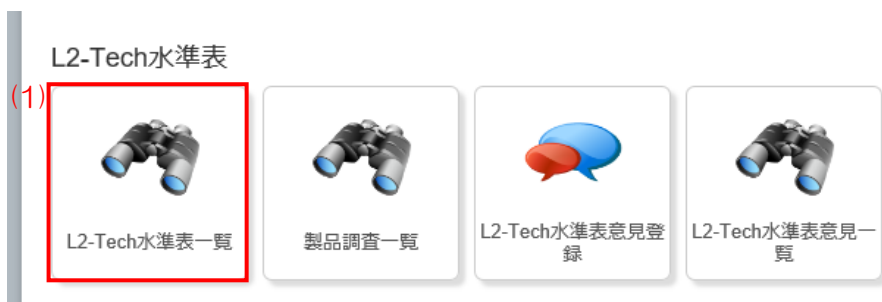 L2-Tech水準表
(1)
L2-Tech水準表一覧
製品調査一覧
L2-Tech水準表意見登
録
L2-Tech水準表意見一
覧